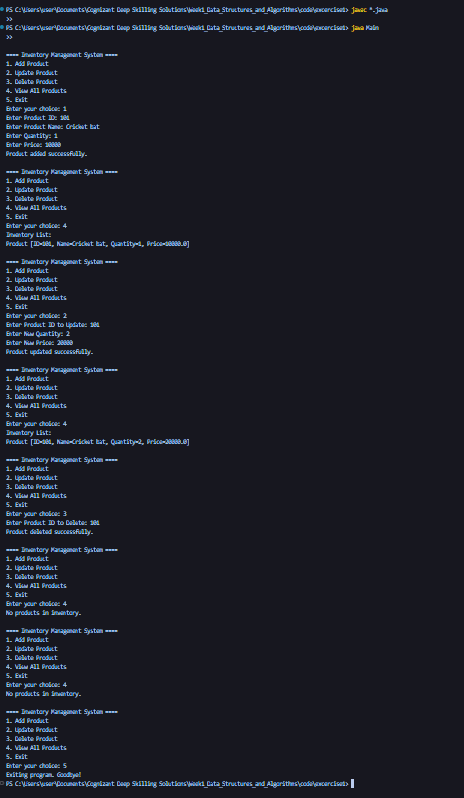 PS C:\Users\user\Documents\Cognizant Deep Skilling Solutions\Week1_Data_Structures_and_Algorithms\code\excercise1> javac *.java
>>
PS C:\Users\user\Documents\Cognizant Deep Skilling Solutions\Week1_Data_Structures_and_Algorithms\code\excercise1> java Main
>>
==== Inventory Management System ====
1. Add Product
2. Update Product
3. Delete Product
4. View All Products
5. Exit
Enter your choice: 1
Enter Product ID: 101
Enter Product Name: Cricket Bat
Enter Quantity: 1
Enter Price: 10000
Product added successfully.
==== Inventory Management System ====
1. Add Product
2. Update Product
3. Delete Product
4. View All Products
5. Exit
Enter your choice: 4
Inventory List:
Product [ID=101, Name=Cricket Bat, Quantity=1, Price=10000.0]
==== Inventory Management System ====
1. Add Product
2. Update Product
3. Delete Product
4. View All Products
5. Exit
Enter your choice: 2
Enter Product ID to Update: 101
Enter New Quantity: 2
Enter New Price: 20000
Product updated successfully.
==== Inventory Management System ====
1. Add Product
2. Update Product
3. Delete Product
4. View All Products
5. Exit
Enter your choice: 4
Inventory List:
Product [ID=101, Name=Cricket Bat, Quantity=2, Price=20000.0]
==== Inventory Management System ====
1. Add Product
2. Update Product
3. Delete Product
4. View All Products
5. Exit
Enter your choice: 3
Enter Product ID to Delete: 101
Product deleted successfully.
==== Inventory Management System ====
1. Add Product
2. Update Product
3. Delete Product
4. View All Products
5. Exit
Enter your choice: 4
No products in inventory.
==== Inventory Management System ====
1. Add Product
2. Update Product
3. Delete Product
4. View All Products
5. Exit
Enter your choice: 4
No products in inventory.
==== Inventory Management System ====
1. Add Product
2. Update Product
3. Delete Product
4. View All Products
5. Exit
Enter your choice: 5
Exiting program. Goodbye!
PS C:\Users\user\Documents\Cognizant Deep Skilling Solutions\Week1_Data_Structures_and_Algorithms\code\excercise1>